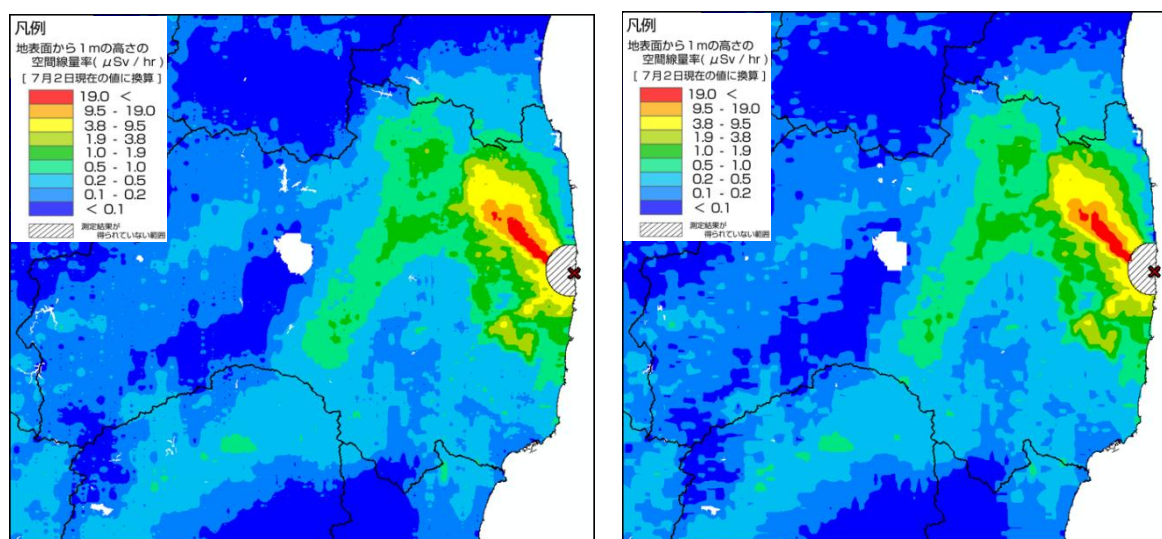 凡例
地表面から1mの高さの
空間線量率(μSv/hr)
[ 7月2日現在の値に換算 ]
19.0 <
9.5 - 19.0
3.8 - 9.5
1.9 - 3.8
1.0 - 1.9
0.5 - 1.0
0.2 - 0.5
0.1 - 0.2
< 0.1
測定結果が
得られていない範囲
凡例
地表面から1mの高さの
空間線量率(μSv/hr)
[ 7月2日現在の値に換算 ]
19.0 <
9.5 - 19.0
3.8 - 9.5
1.9 - 3.8
1.0 - 1.9
0.5 - 1.0
0.2 - 0.5
0.1 - 0.2
< 0.1
測定結果が
得られていない範囲